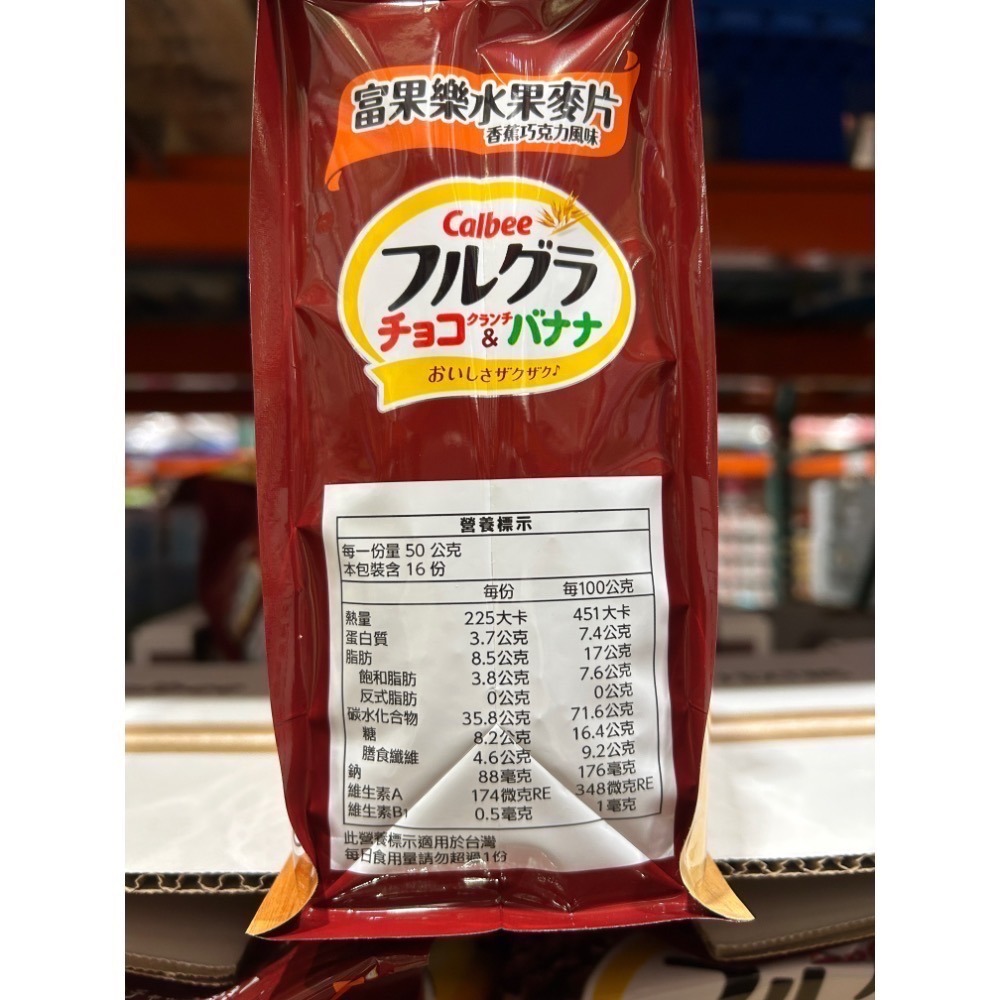 富果樂水果麥片
香蕉巧克力風味
Calbee
フルグラ
チョコクランチ&バナナ
おいしさザクザク♪
營養標示
每一份量 50 公克
本包裝含 16 份
每份 每100公克
熱量 225大卡 451大卡
蛋白質 3.7公克 7.4公克
脂肪 8.5公克 17公克
飽和脂肪 3.8公克 7.6公克
反式脂肪 0公克 0公克
碳水化合物 35.8公克 71.6公克
糖 8.2公克 16.4公克
膳食纖維 4.6公克 9.2公克
鈉 88毫克 176毫克
維生素A 174微克RE 348微克RE
維生素B1 0.5毫克 1毫克
此營養標示適用於台灣
每日食用量請勿超過1份